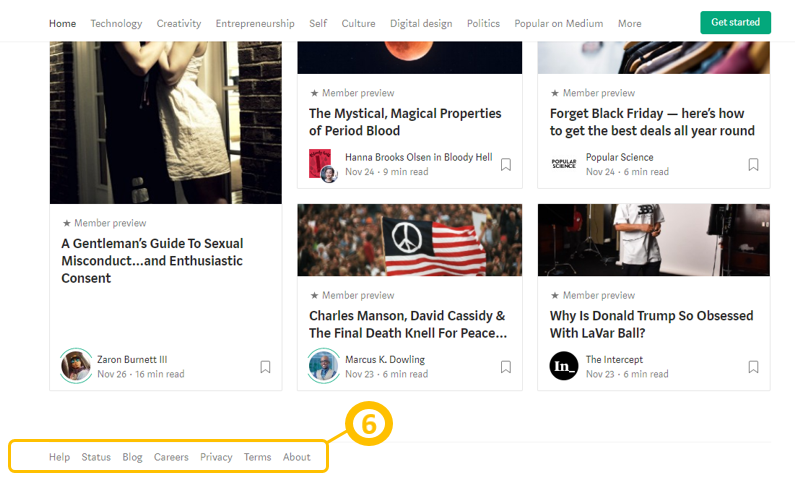 Home Technology Creativity Entrepreneurship Self Culture Digital design Politics Popular on Medium More Get started
★ Member preview
A Gentleman's Guide To Sexual
Misconduct...and Enthusiastic
Consent
Zaron Burnett III
Nov 26 · 16 min read
★ Member preview
The Mystical, Magical Properties
of Period Blood
Hanna Brooks Olsen in Bloody Hell
Nov 24 · 9 min read
★ Member preview
Forget Black Friday — here's how
to get the best deals all year round
POPULAR
SCIENCE
Popular Science
Nov 24 · 6 min read
★ Member preview
Charles Manson, David Cassidy &
The Final Death Knell For Peace...
Marcus K. Dowling
Nov 23 · 6 min read
★ Member preview
Why Is Donald Trump So Obsessed
With LaVar Ball?
In_
The Intercept
Nov 23 · 6 min read
6
Help Status Blog Careers Privacy Terms About